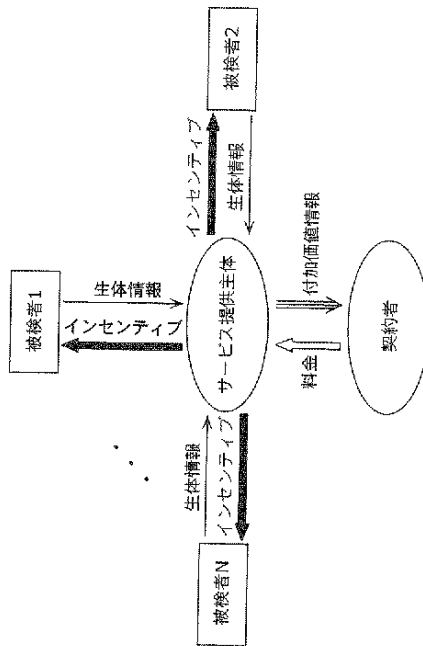 被検者1
生体情報
インセンティブ
被検者2
インセンティブ
生体情報
サービス提供主体
生体情報
インセンティブ
被検者N
付加価値情報
料金
契約者